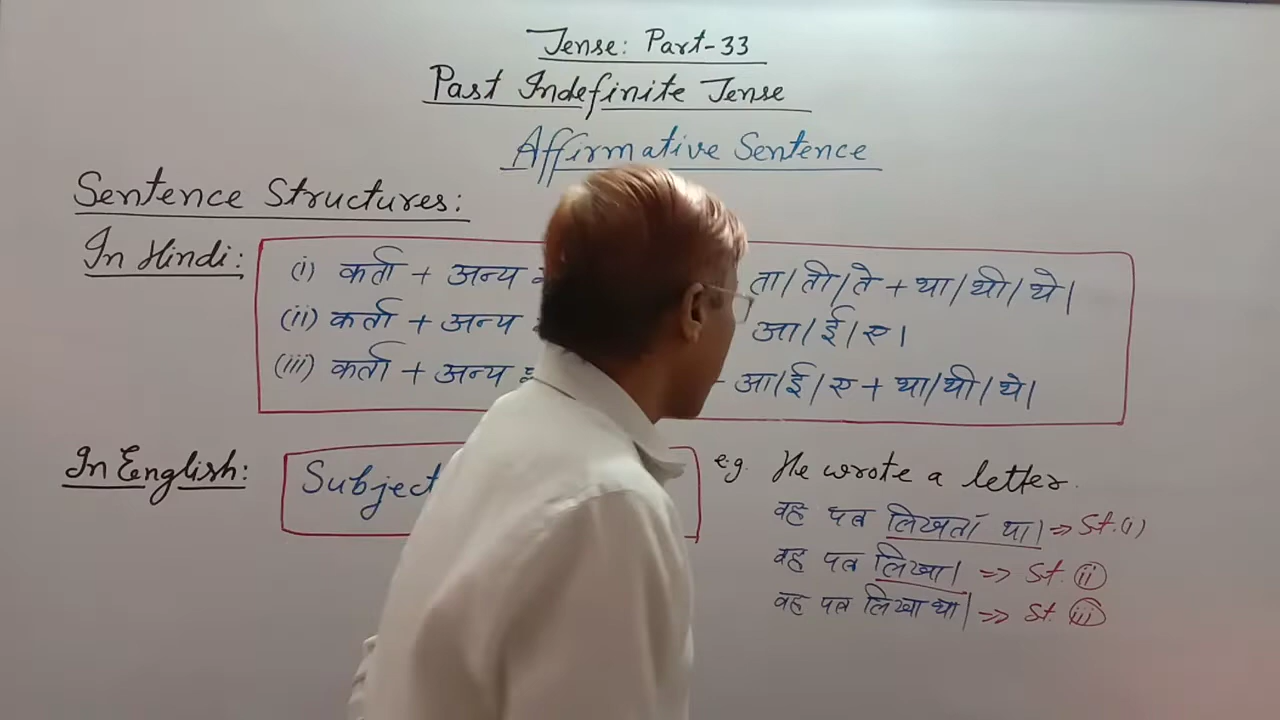 Tense: Part-33
Past Indefinite Tense
Affirmative Sentence
Sentence Structures:
In Hindi:
(i) कर्ता + अन्य ता/ती/ते + था/थी/थे।
(ii) कर्ता + अन्य आ/ई/ए।
(iii) कर्ता + अन्य आ/ई/ए + था/थी/थे।
In English:
Subject
e.g. He wrote a letter.
वह पत्र लिखता था। => St. (i)
वह पत्र लिखा। => St. (ii)
वह पत्र लिखा था। => St. (iii)